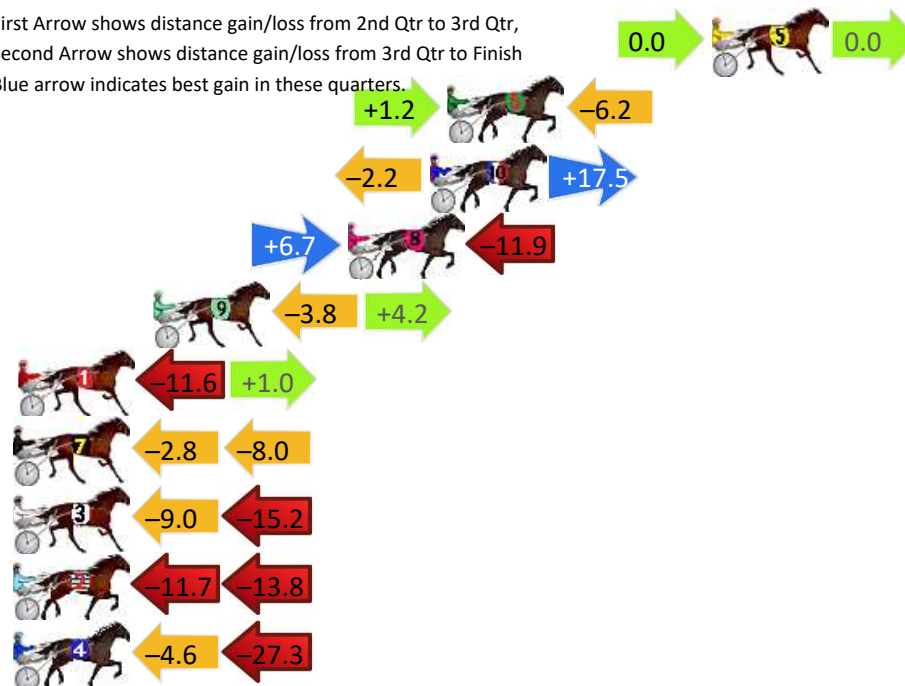 irst Arrow shows distance gain/loss from 2nd Qtr to 3rd Qtr,
econd Arrow shows distance gain/loss from 3rd Qtr to Finish
Blue arrow indicates best gain in these quarters.
0.0 5 0.0
+1.2 6 −6.2
−2.2 10 +17.5
+6.7 8 −11.9
9 −3.8 +4.2
1 −11.6 +1.0
7 −2.8 −8.0
3 −9.0 −15.2
2 −11.7 −13.8
4 −4.6 −27.3